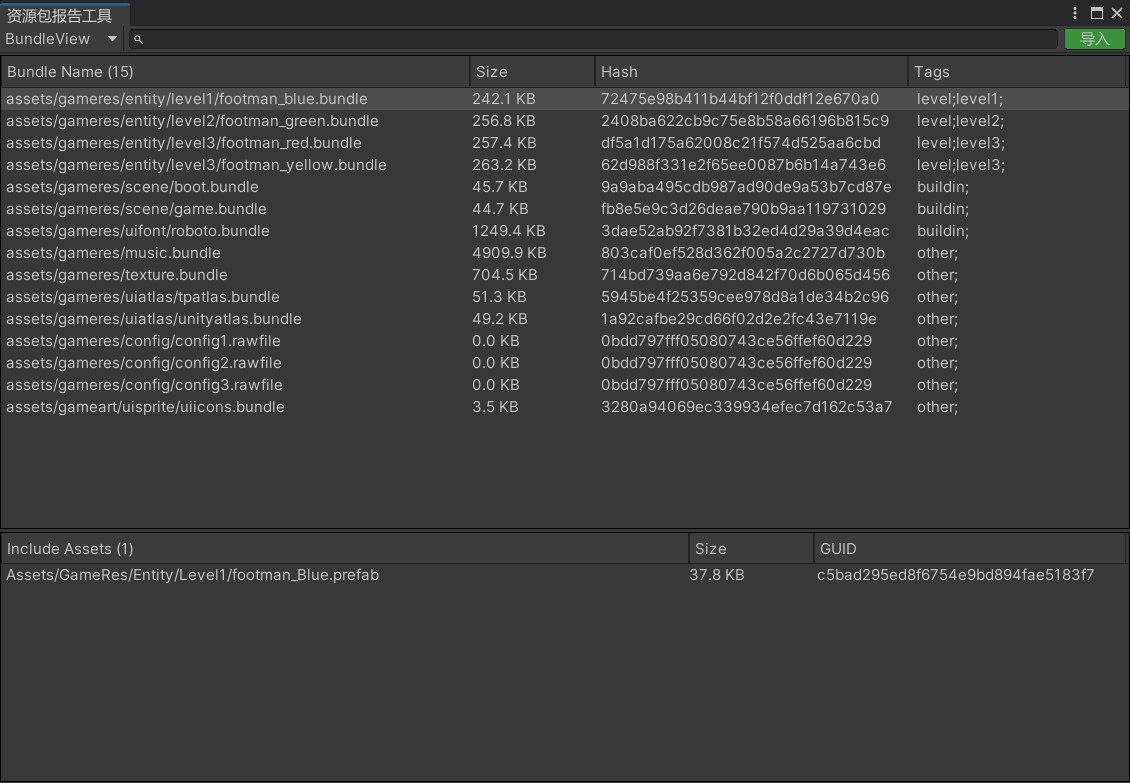 资源包报告工具
BundleView 导入
Bundle Name (15) Size Hash Tags
assets/gameres/entity/level1/footman_blue.bundle 242.1 KB 72475e98b411b44bf12f0ddf12e670a0 level;level1;
assets/gameres/entity/level2/footman_green.bundle 256.8 KB 2408ba622cb9c75e8b58a66196b815c9 level;level2;
assets/gameres/entity/level3/footman_red.bundle 257.4 KB df5a1d175a62008c21f574d525aa6cbd level;level3;
assets/gameres/entity/level3/footman_yellow.bundle 263.2 KB 62d988f331e2f65ee0087b6b14a743e6 level;level3;
assets/gameres/scene/boot.bundle 45.7 KB 9a9aba495cdb987ad90de9a53b7cd87e buildin;
assets/gameres/scene/game.bundle 44.7 KB fb8e5e9c3d26deae790b9aa119731029 buildin;
assets/gameres/uifont/roboto.bundle 1249.4 KB 3dae52ab92f7381b32ed4d29a39d4eac buildin;
assets/gameres/music.bundle 4909.9 KB 803caf0ef528d362f005a2c2727d730b other;
assets/gameres/texture.bundle 704.5 KB 714bd739aa6e792d842f70d6b065d456 other;
assets/gameres/uiatlas/tpatlas.bundle 51.3 KB 5945be4f25359cee978d8a1de34b2c96 other;
assets/gameres/uiatlas/unityatlas.bundle 49.2 KB 1a92cafbe29cd66f02d2e2fc43e7119e other;
assets/gameres/config/config1.rawfile 0.0 KB 0bdd797fff05080743ce56ffef60d229 other;
assets/gameres/config/config2.rawfile 0.0 KB 0bdd797fff05080743ce56ffef60d229 other;
assets/gameres/config/config3.rawfile 0.0 KB 0bdd797fff05080743ce56ffef60d229 other;
assets/gameart/uisprite/uiicons.bundle 3.5 KB 3280a94069ec339934efec7d162c53a7 other;
Include Assets (1) Size GUID
Assets/GameRes/Entity/Level1/footman_Blue.prefab 37.8 KB c5bad295ed8f6754e9bd894fae5183f7